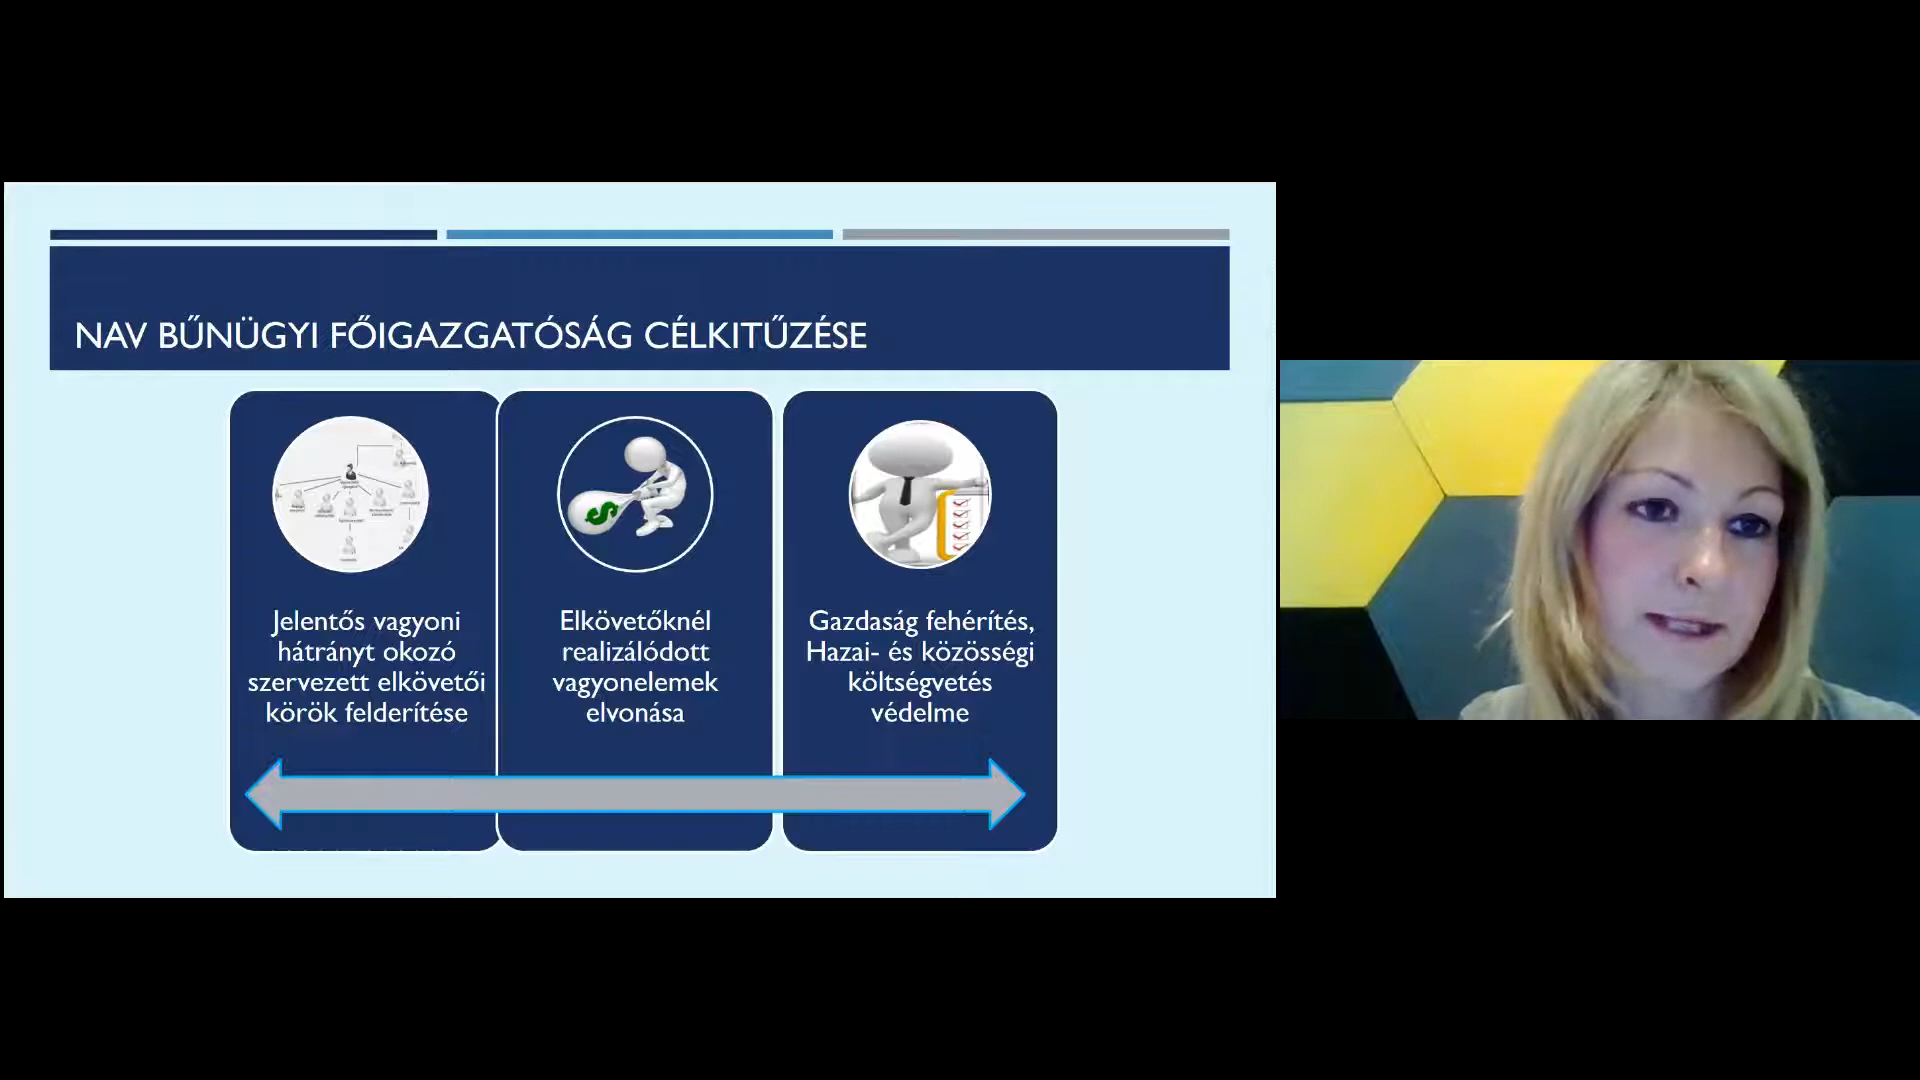 NAV BŰNÜGYI FŐIGAZGATÓSÁG CÉLKITŰZÉSE
Jelentős vagyoni
hátrányt okozó
szervezett elkövetői
körök felderítése
Elkövetőknél
realizálódott
vagyonelemek
elvonása
Gazdaság fehérítés,
Hazai- és közösségi
költségvetés
védelme